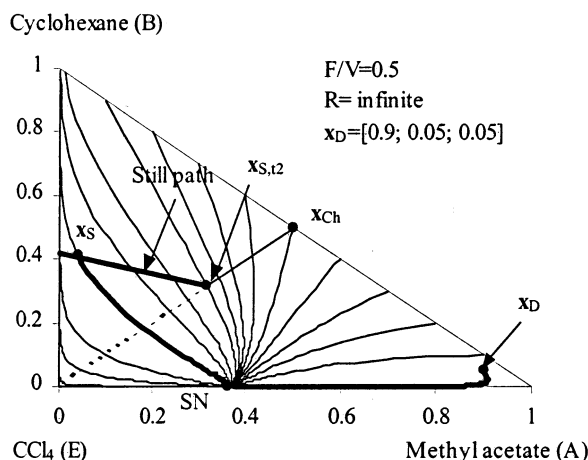 Cyclohexane (B)
F/V=0.5
R= infinite
x_D=[0.9; 0.05; 0.05]
x_S,t2
Still path
x_Ch
x_S
x_D
SN
1
0.8
0.6
0.4
0.2
0
0
0.2
0.4
0.6
0.8
1
CCl₄ (E)
Methyl acetate (A)